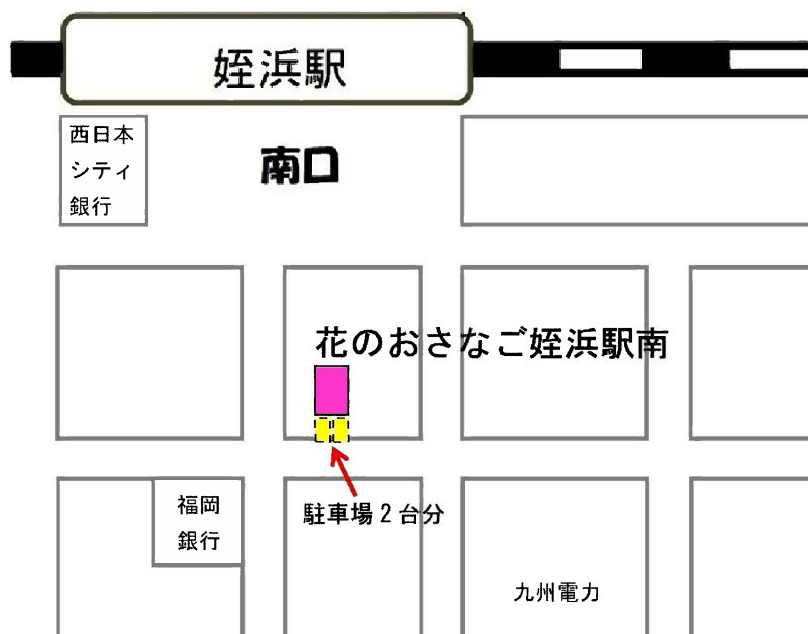 姪浜駅
西日本
シティ
銀行
南口
花のおさなご姪浜駅南
駐車場２台分
福岡
銀行
九州電力